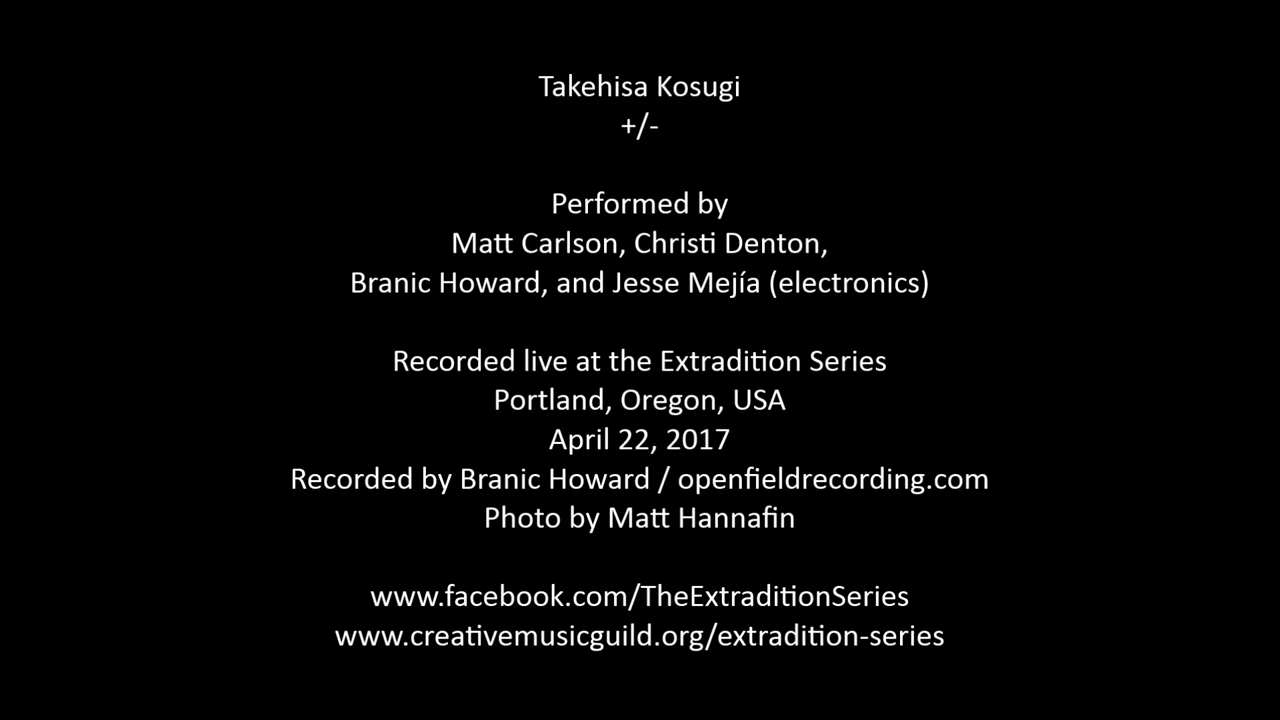 Takehisa Kosugi
+/-
Performed by
Matt Carlson, Christi Denton,
Branic Howard, and Jesse Mejía (electronics)
Recorded live at the Extradition Series
Portland, Oregon, USA
April 22, 2017
Recorded by Branic Howard / openfieldrecording.com
Photo by Matt Hannafin
www.facebook.com/TheExtraditionSeries
www.creativemusicguild.org/extradition-series